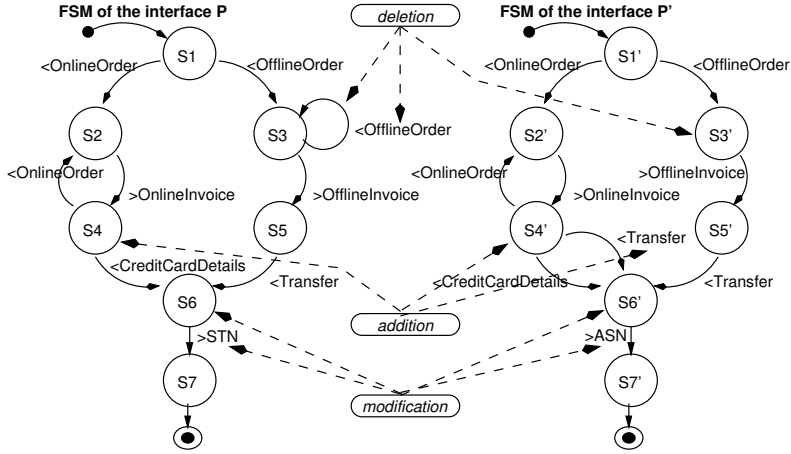 FSM of the interface P
deletion
FSM of the interface P'
S1
S1'
<OnlineOrder
<OfflineOrder
<OnlineOrder
<OfflineOrder
S2
S3
<OfflineOrder
S2'
S3'
<OnlineOrder
>OnlineInvoice
>OfflineInvoice
<OnlineOrder
>OnlineInvoice
>OfflineInvoice
S4
S5
S4'
<Transfer
S5'
<CreditCardDetails
<Transfer
<CreditCardDetails
<Transfer
S6
addition
S6'
>STN
>ASN
S7
S7'
modification